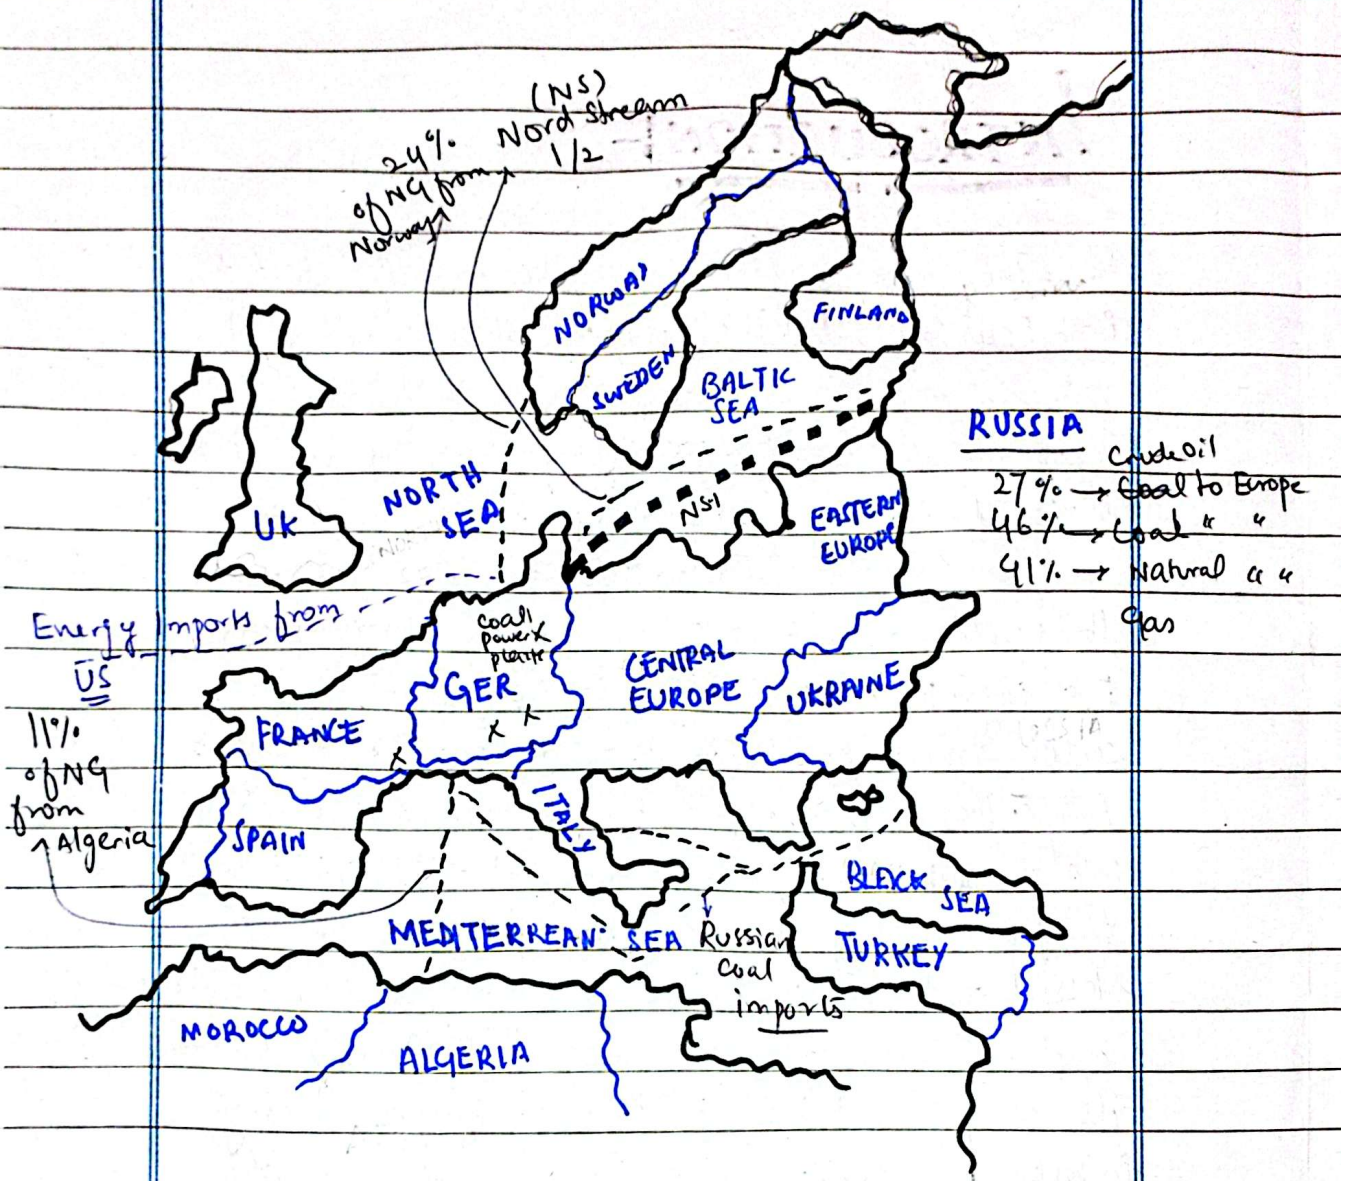 (NS)
Nord Stream
1/2
24%
of NG from
Norway
NORWAY
SWEDEN
FINLAND
BALTIC
SEA
RUSSIA
Crude Oil
27% → Coal to Europe
46% → Coal " "
41% → Natural " "
Gas
NORTH
SEA
NS-1
EASTERN
EUROPE
UK
Energy Imports from
US
coal
power x
plants
GER
x x
x
CENTRAL
EUROPE
UKRAINE
FRANCE
11%
of NG
from
Algeria
SPAIN
ITALY
BLACK
SEA
MEDITERREAN SEA
Russian
coal
imports
TURKEY
MOROCCO
ALGERIA